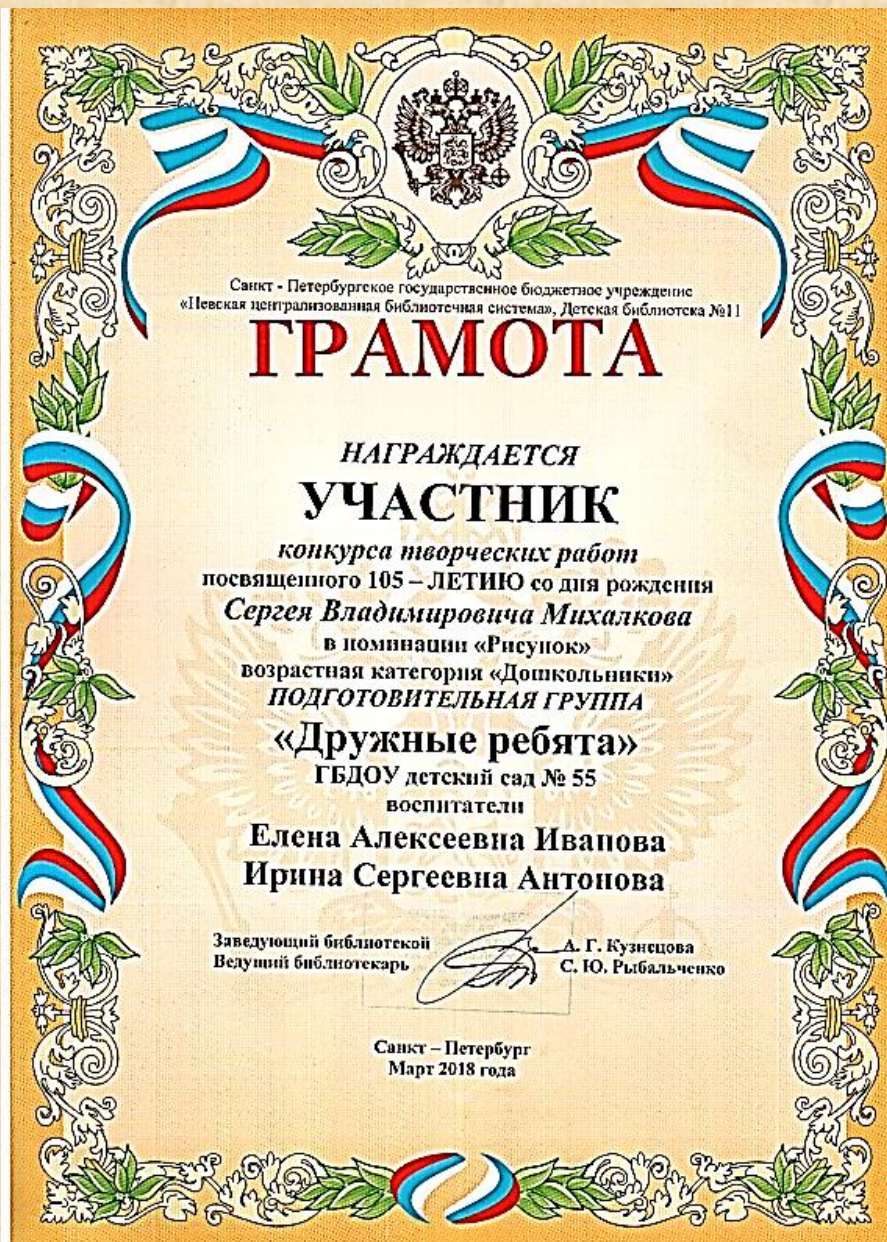 Санкт - Петербургское государственное бюджетное учреждение
«Невская централизованная библиотечная система», Детская библиотека №11
ГРАМОТА
НАГРАЖДАЕТСЯ
УЧАСТНИК
конкурса творческих работ
посвященного 105 – ЛЕТИЮ со дня рождения
Сергея Владимировича Михалкова
в номинации «Рисунок»
возрастная категория «Дошкольники»
ПОДГОТОВИТЕЛЬНАЯ ГРУППА
«Дружные ребята»
ГБДОУ детский сад № 55
воспитатели
Елена Алексеевна Иванова
Ирина Сергеевна Антонова
Заведующий библиотекой А. Г. Кузнецова
Ведущий библиотекарь С. Ю. Рыбальченко
Санкт – Петербург
Март 2018 года